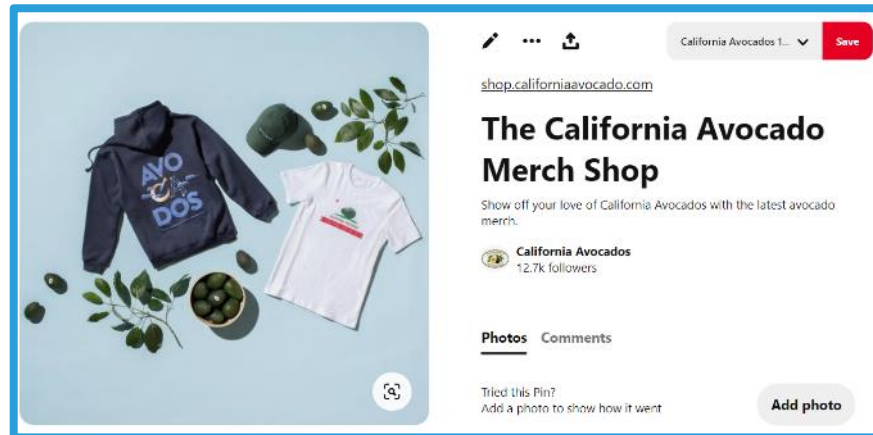 California Avocados 1...
Save
shop.californiaavocado.com
The California Avocado
Merch Shop
Show off your love of California Avocados with the latest avocado
merch.
California Avocados
12.7k followers
Photos Comments
Tried this Pin?
Add a photo to show how it went
Add photo
AVO
CA
DOS